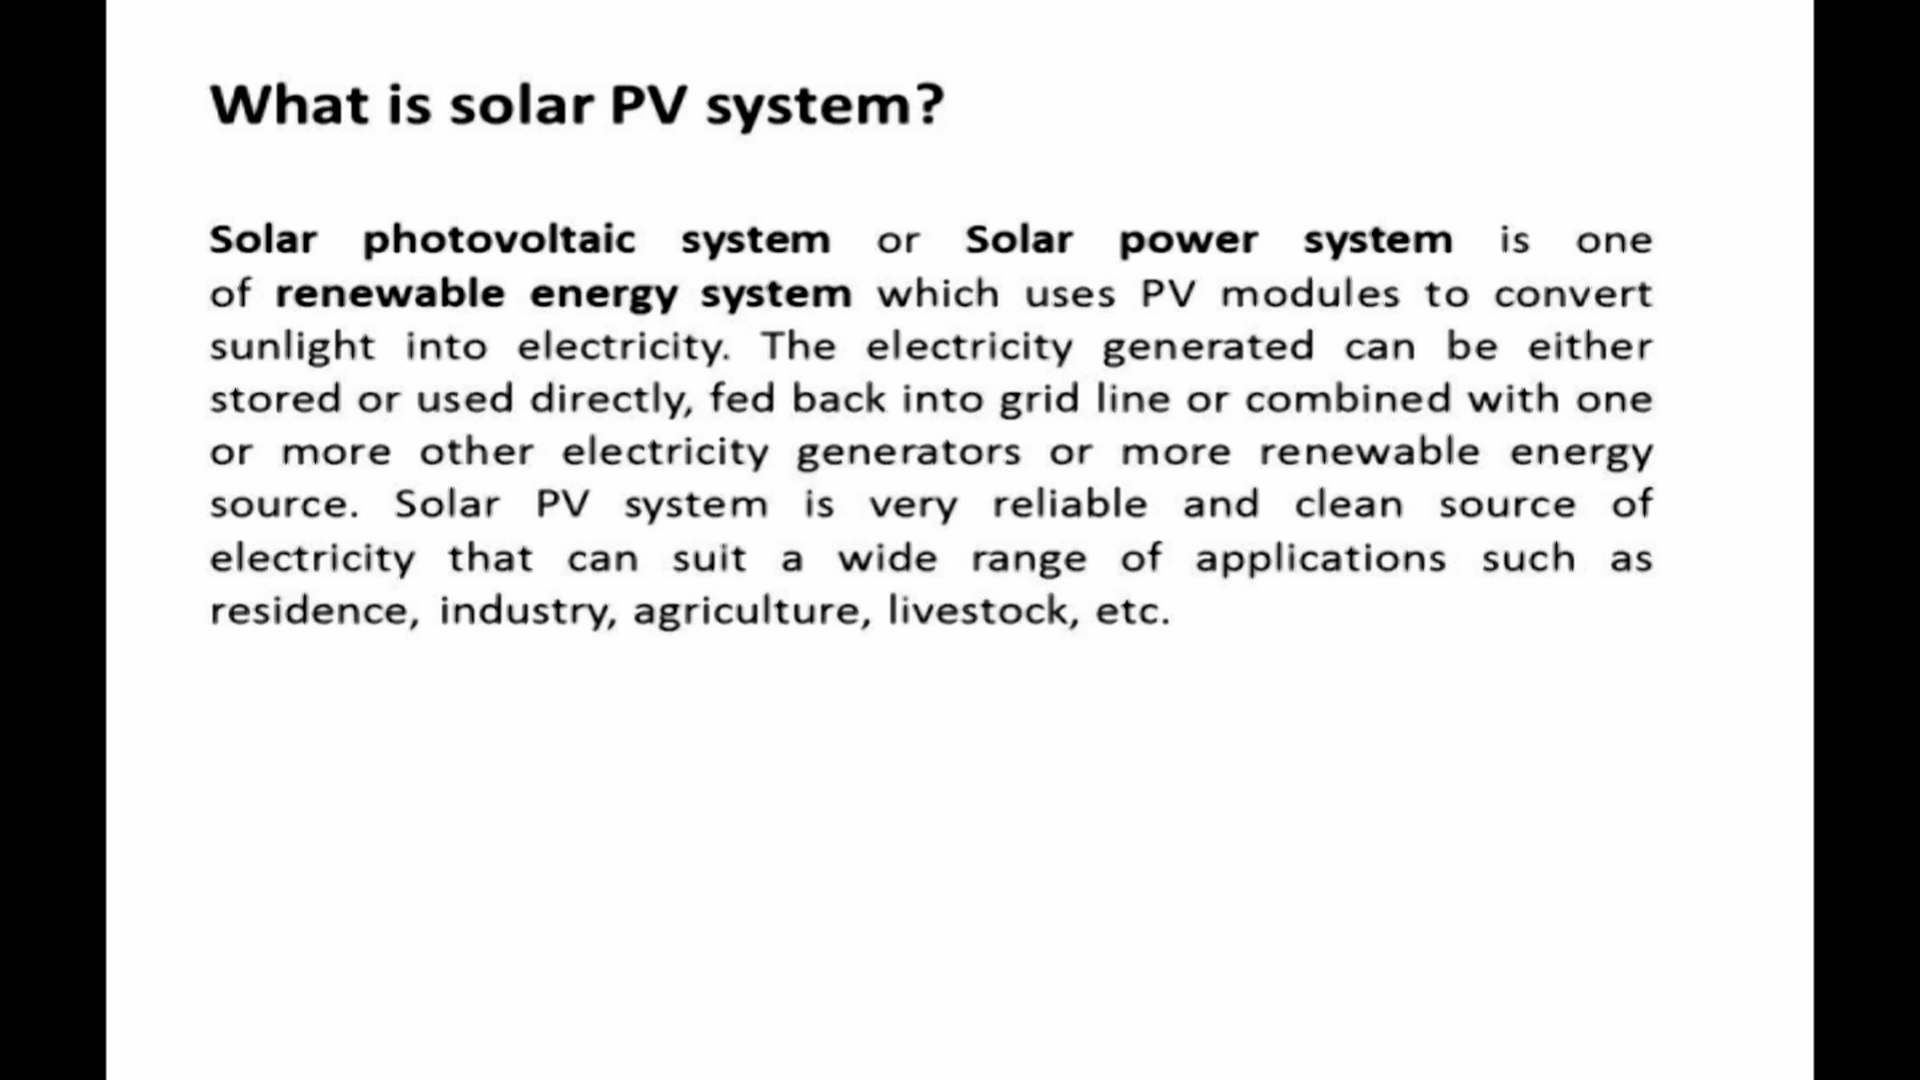 What is solar PV system?
Solar photovoltaic system or Solar power system is one
of renewable energy system which uses PV modules to convert
sunlight into electricity. The electricity generated can be either
stored or used directly, fed back into grid line or combined with one
or more other electricity generators or more renewable energy
source. Solar PV system is very reliable and clean source of
electricity that can suit a wide range of applications such as
residence, industry, agriculture, livestock, etc.